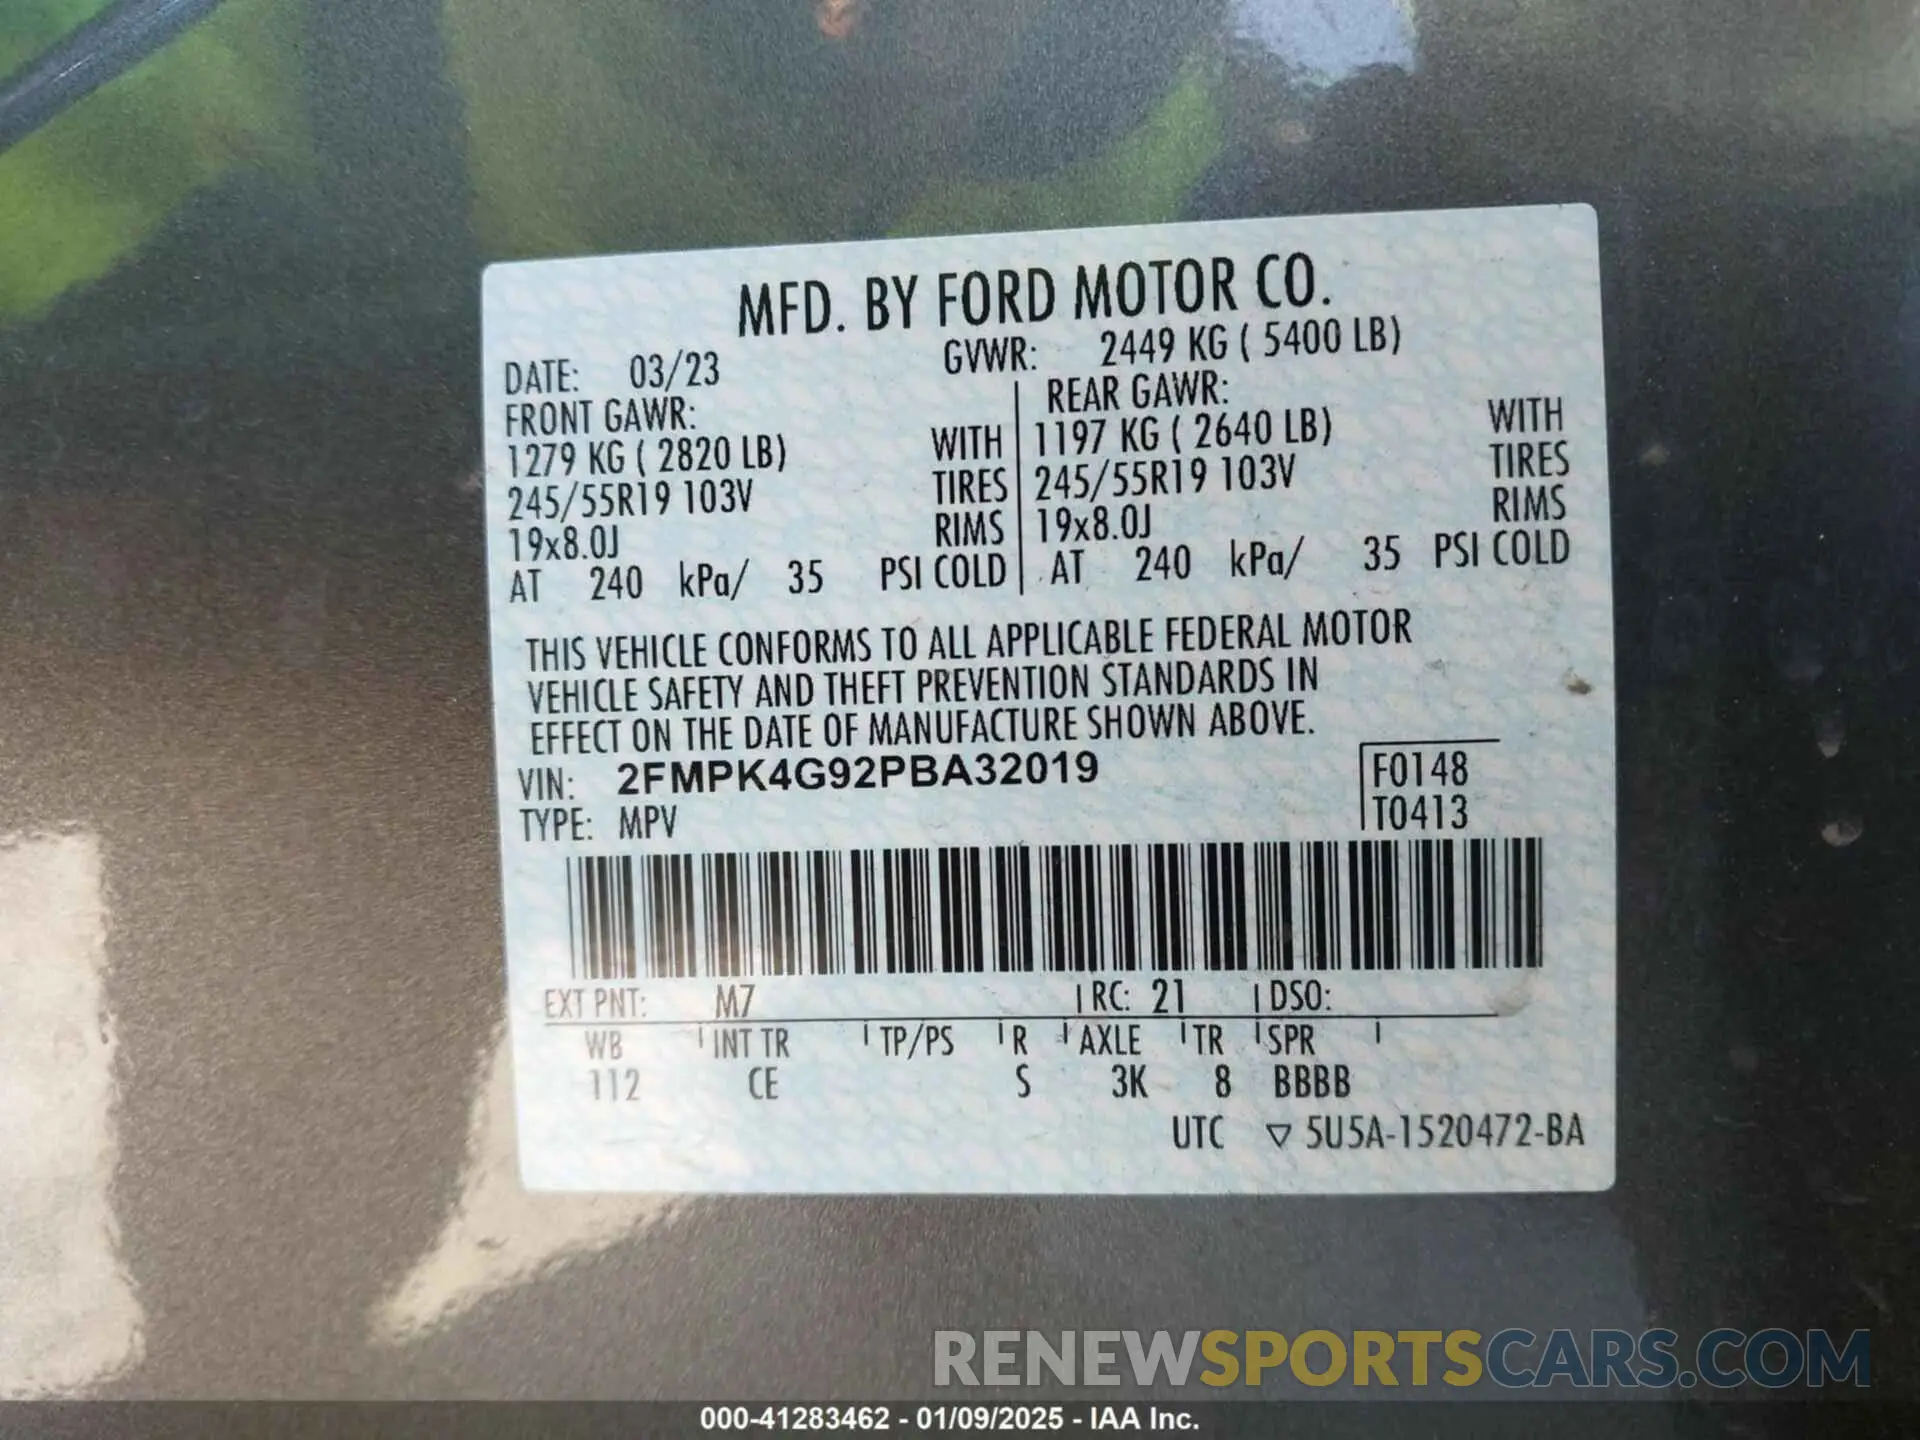 MFD. BY FORD MOTOR CO.
DATE: 03/23 GVWR: 2449 KG ( 5400 LB)
FRONT GAWR: REAR GAWR:
1279 KG ( 2820 LB) WITH 1197 KG ( 2640 LB) WITH
245/55R19 103V TIRES 245/55R19 103V TIRES
19x8.0J RIMS 19x8.0J RIMS
AT 240 kPa/ 35 PSI COLD AT 240 kPa/ 35 PSI COLD
THIS VEHICLE CONFORMS TO ALL APPLICABLE FEDERAL MOTOR
VEHICLE SAFETY AND THEFT PREVENTION STANDARDS IN
EFFECT ON THE DATE OF MANUFACTURE SHOWN ABOVE.
VIN: 2FMPK4G92PBA32019 F0148
TYPE: MPV T0413
EXT PNT: M7 RC: 21 DSO:
WB INT TR TP/PS R AXLE TR SPR
112 CE S 3K 8 BBBB
UTC ▽ 5U5A-1520472-BA
RENEWSPORTSCARS.COM
000-41283462 - 01/09/2025 - IAA Inc.